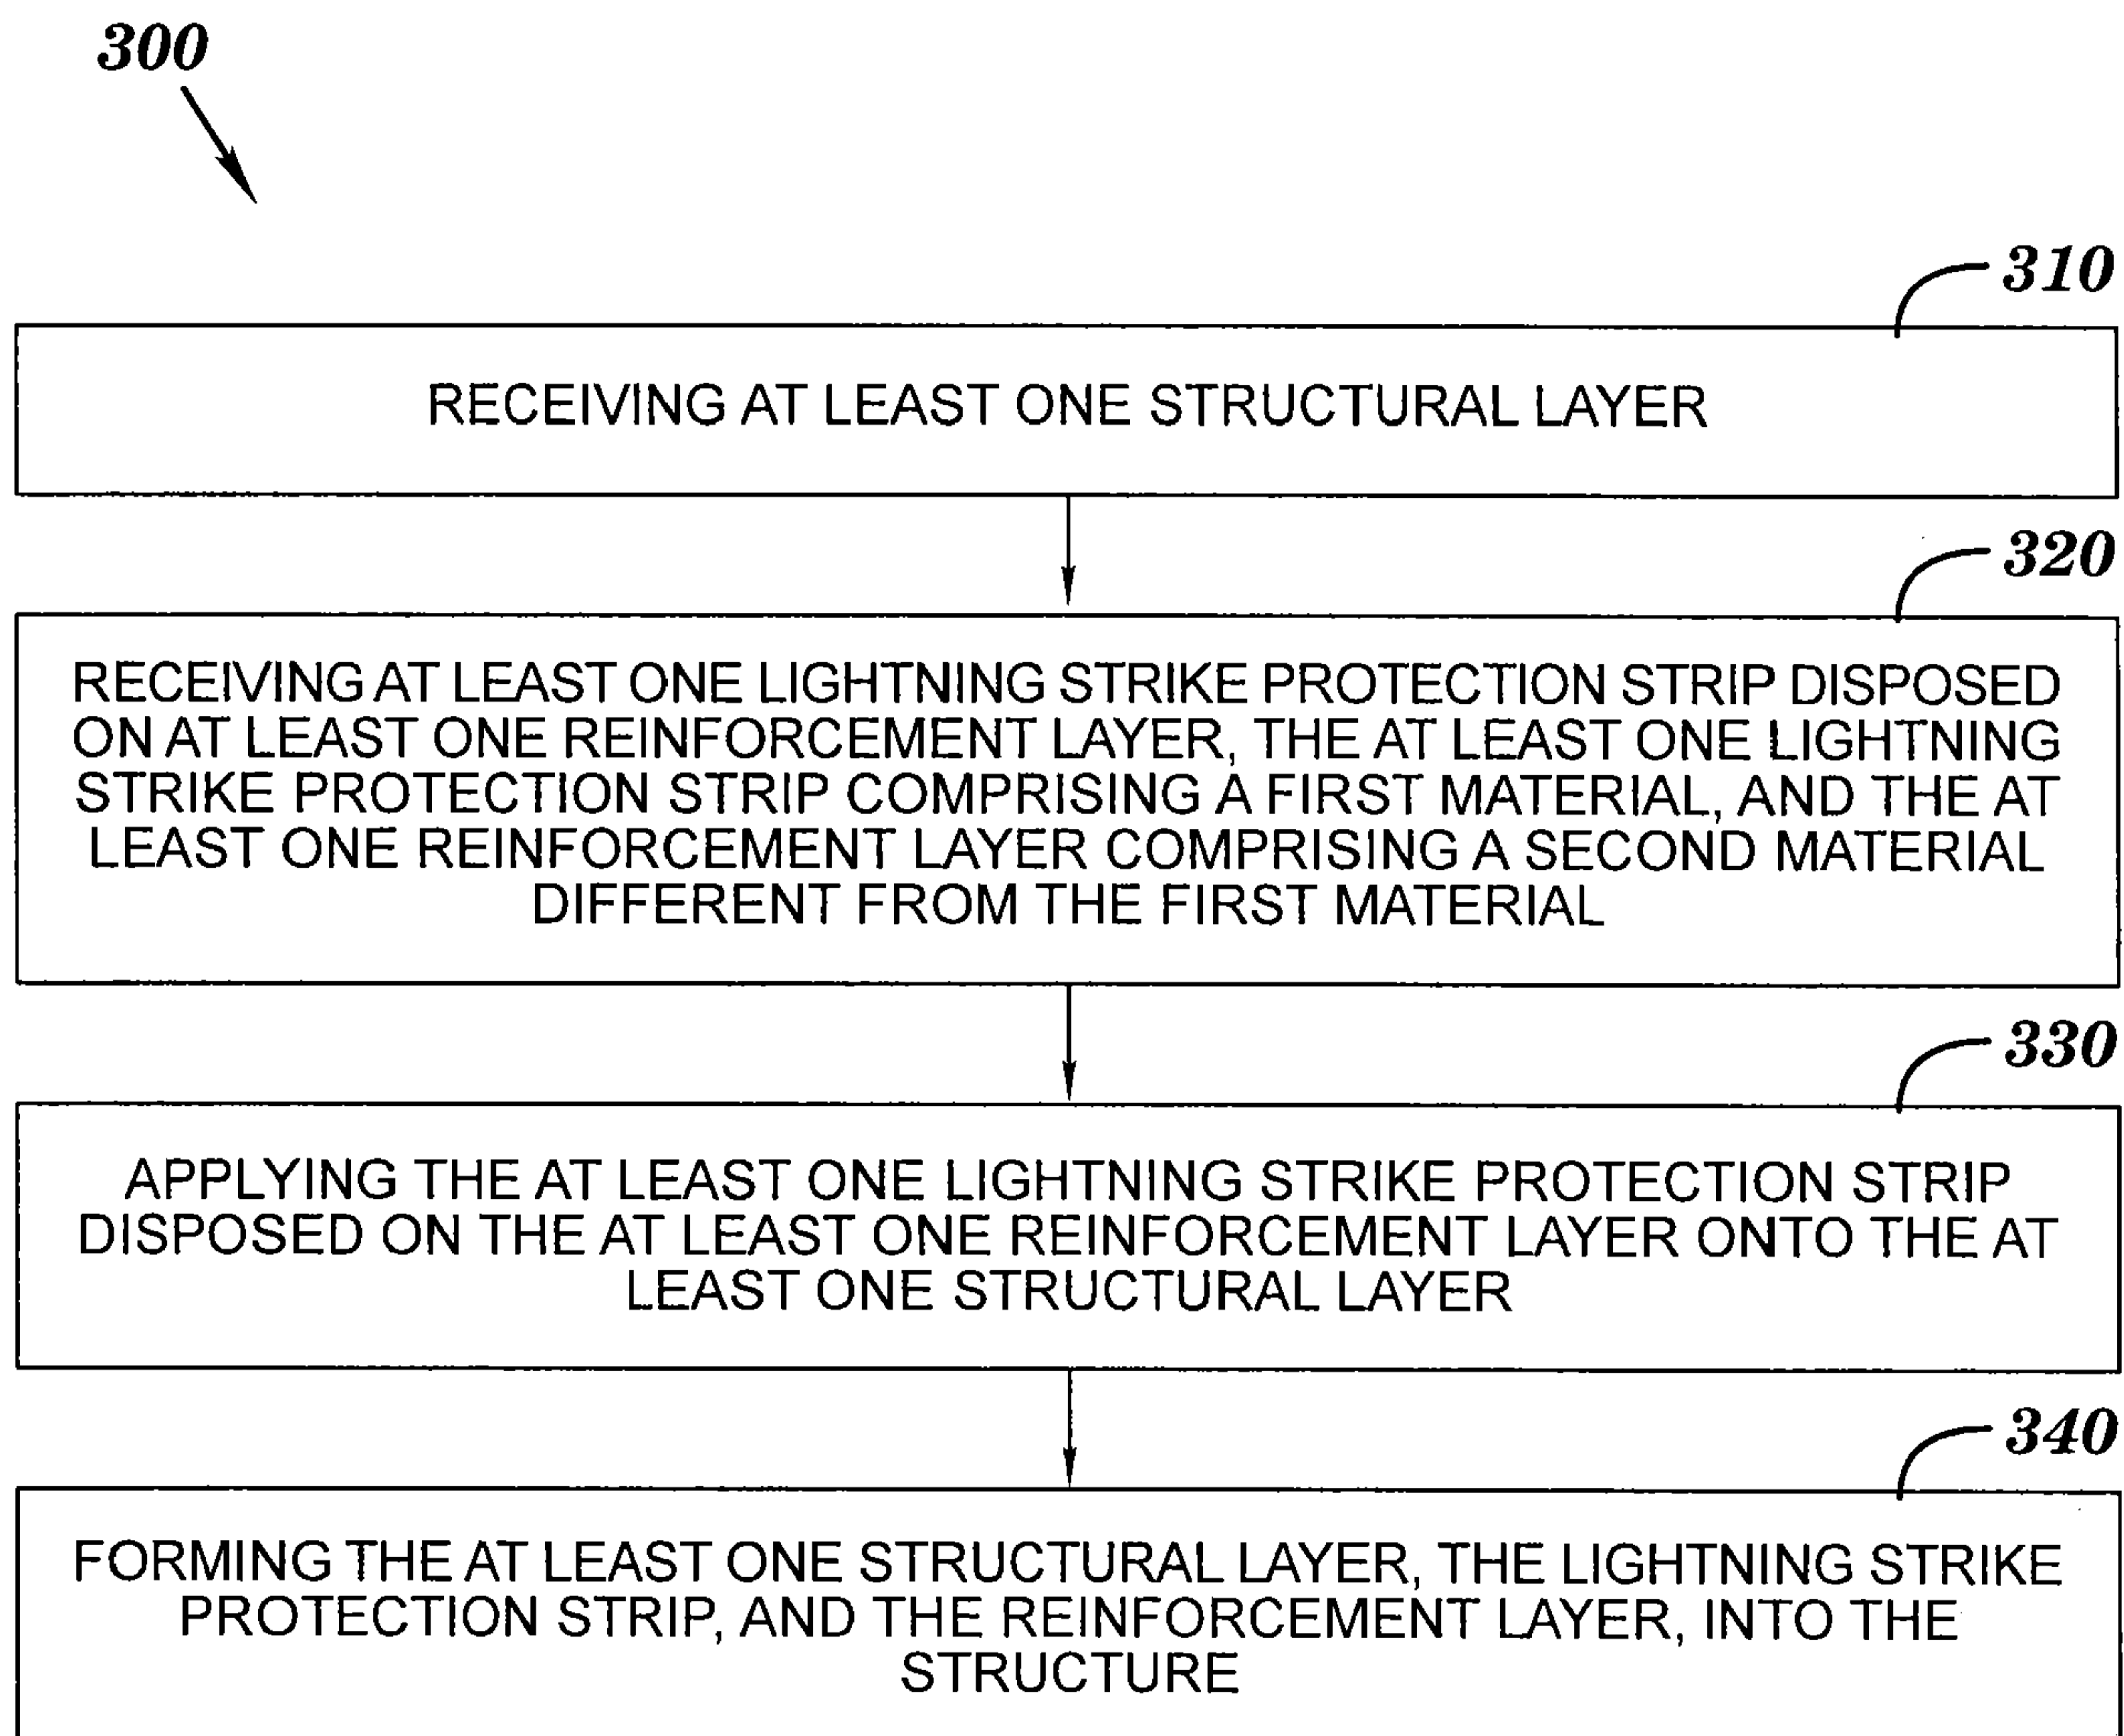 300
310
RECEIVING AT LEAST ONE STRUCTURAL LAYER
320
RECEIVING AT LEAST ONE LIGHTNING STRIKE PROTECTION STRIP DISPOSED
ON AT LEAST ONE REINFORCEMENT LAYER, THE AT LEAST ONE LIGHTNING
STRIKE PROTECTION STRIP COMPRISING A FIRST MATERIAL, AND THE AT
LEAST ONE REINFORCEMENT LAYER COMPRISING A SECOND MATERIAL
DIFFERENT FROM THE FIRST MATERIAL
330
APPLYING THE AT LEAST ONE LIGHTNING STRIKE PROTECTION STRIP
DISPOSED ON THE AT LEAST ONE REINFORCEMENT LAYER ONTO THE AT
LEAST ONE STRUCTURAL LAYER
340
FORMING THE AT LEAST ONE STRUCTURAL LAYER, THE LIGHTNING STRIKE
PROTECTION STRIP, AND THE REINFORCEMENT LAYER, INTO THE
STRUCTURE